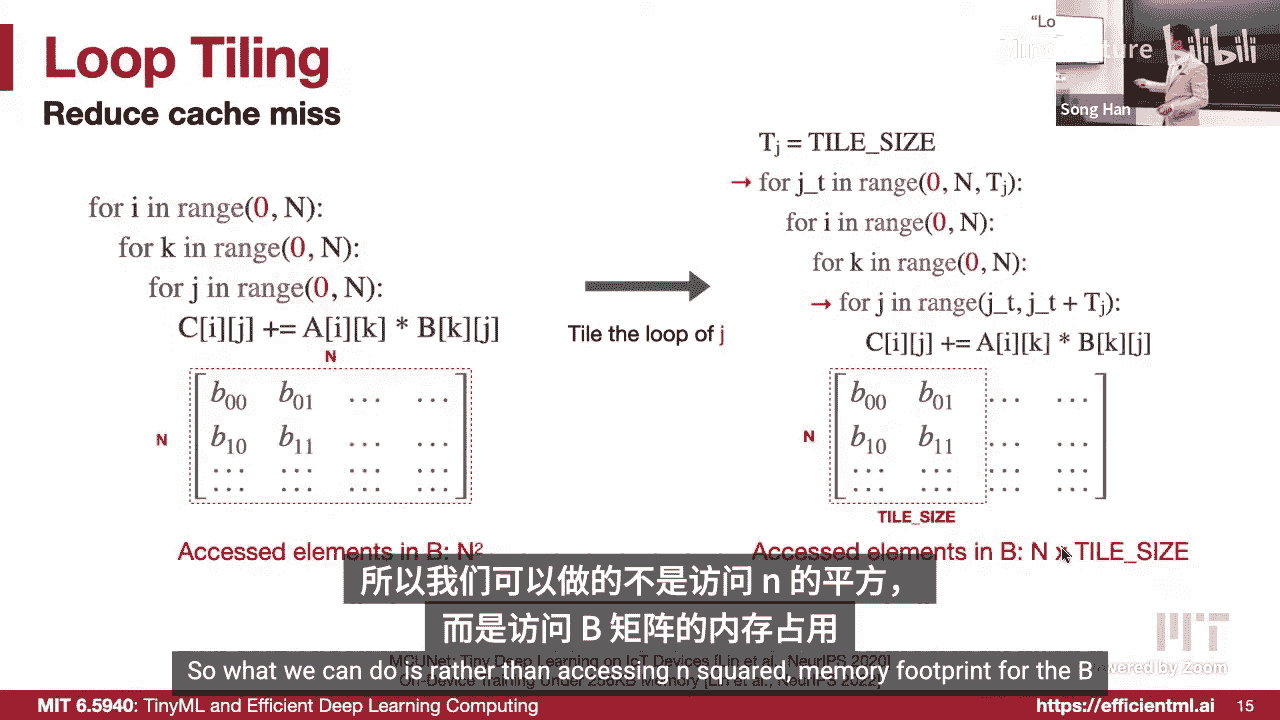 Loop Tiling
Reduce cache miss
"Lo
bilibili
Song Han
for i in range(0, N):
for k in range(0, N):
for j in range(0, N):
C[i][j] += A[i][k] * B[k][j]
N
N
b00 b01 ... ...
b10 b11 ... ...
... ... ... ...
... ... ... ...
Accessed elements in B: N²
Tile the loop of j
Tj = TILE_SIZE
→ for j_t in range(0, N, Tj):
for i in range(0, N):
for k in range(0, N):
→ for j in range(j_t, j_t + Tj):
C[i][j] += A[i][k] * B[k][j]
N
b00 b01 ... ...
b10 b11 ... ...
... ... ... ...
... ... ... ...
TILE_SIZE
Accessed elements in B: N x TILE_SIZE
所以我们可以做的不是访问 n 的平方，
而是访问 B 矩阵的内存占用
So what we can do is rather than accessing n squared, memory footprint for the B
MIT
Powered by Zoom
MIT 6.5940: TinyML and Efficient Deep Learning Computing
https://efficientml.ai
15